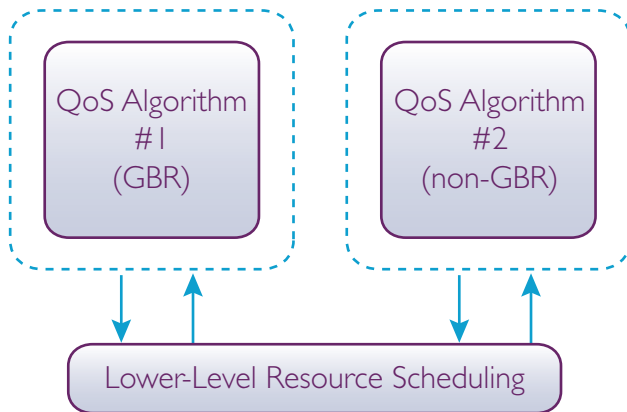 QoS Algorithm
#1
(GBR)
QoS Algorithm
#2
(non-GBR)
Lower-Level Resource Scheduling